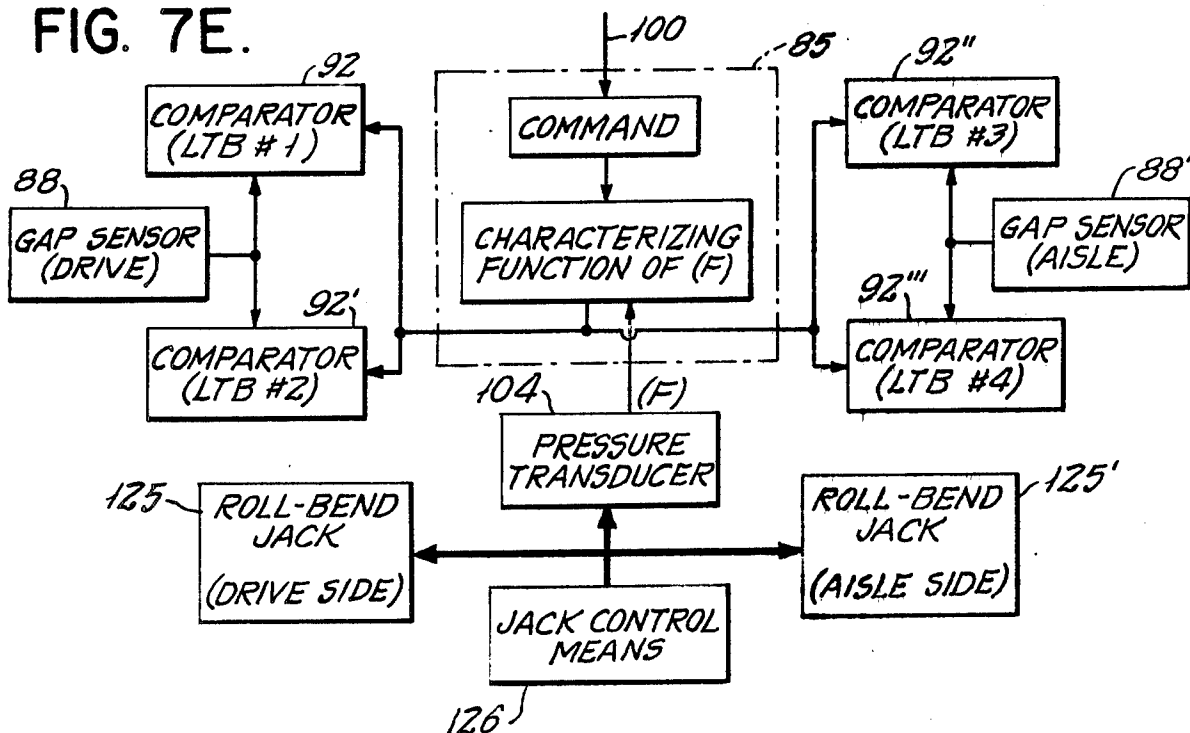 FIG. 7E.
100
85
92
COMPARATOR
(LTB #1)
COMMAND
92"
COMPARATOR
(LTB #3)
88
GAP SENSOR
(DRIVE)
CHARACTERIZING
FUNCTION OF (F)
88'
GAP SENSOR
(AISLE)
92'
COMPARATOR
(LTB #2)
92'''
COMPARATOR
(LTB #4)
104
(F)
PRESSURE
TRANSDUCER
125
ROLL-BEND
JACK
(DRIVE SIDE)
125'
ROLL-BEND
JACK
(AISLE SIDE)
JACK CONTROL
MEANS
126